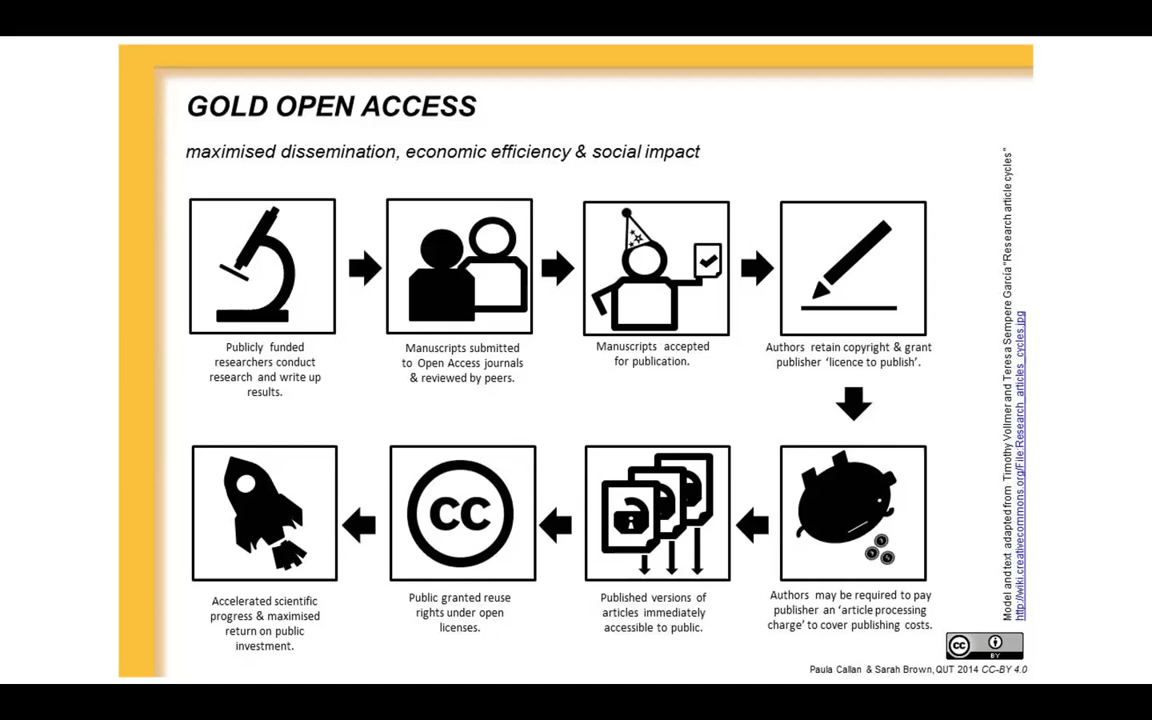 GOLD OPEN ACCESS
maximised dissemination, economic efficiency & social impact
Publicly funded
researchers conduct
research and write up
results.
Manuscripts submitted
to Open Access journals
& reviewed by peers.
Manuscripts accepted
for publication.
Authors retain copyright & grant
publisher ‘licence to publish’.
Authors may be required to pay
publisher an ‘article processing
charge’ to cover publishing costs.
Published versions of
articles immediately
accessible to public.
CC
Public granted reuse
rights under open
licenses.
Accelerated scientific
progress & maximised
return on public
investment.
Model and text adapted from Timothy Vollmer and Teresa Sempere Garcia "Research article cycles"
http://wiki.creativecommons.org/File:Research_articles_cycles.jpg
CC
BY
Paula Callan & Sarah Brown, QUT 2014 CC-BY 4.0